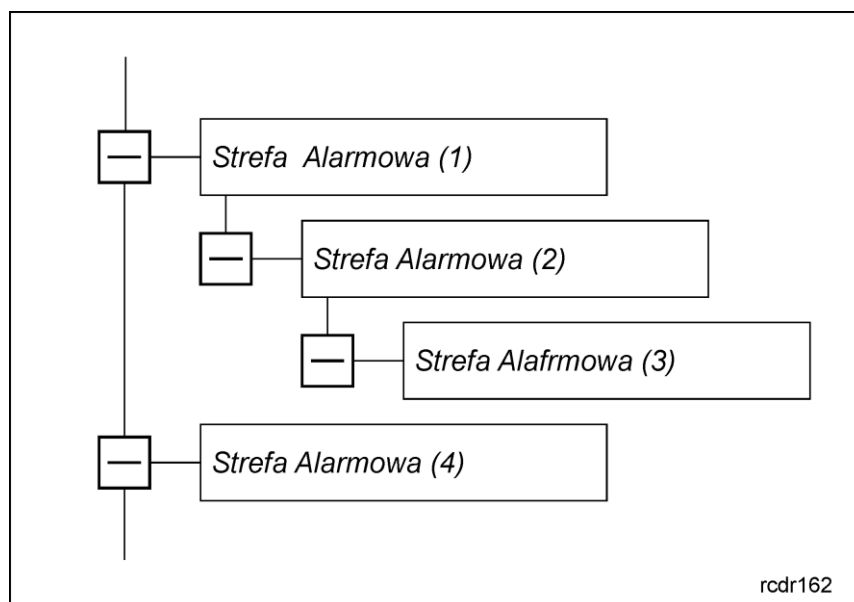 Strefa Alarmowa (1)
Strefa Alarmowa (2)
Strefa Alafrmowa (3)
Strefa Alarmowa (4)
rcdr162